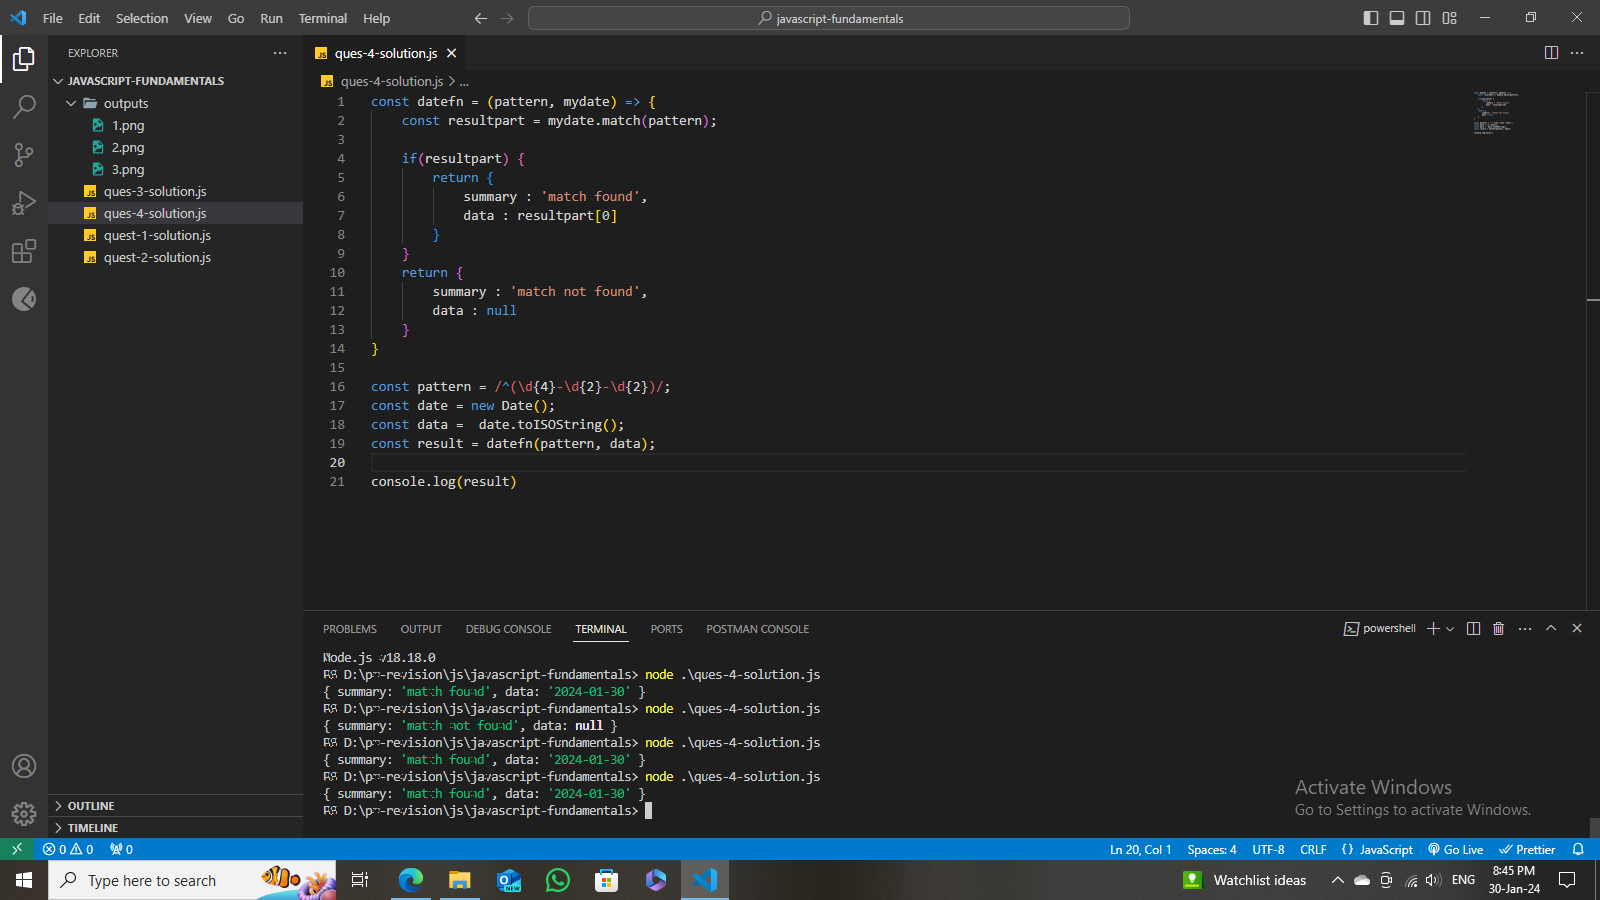 File Edit Selection View Go Run Terminal Help
javascript-fundamentals
EXPLORER
JAVASCRIPT-FUNDAMENTALS
outputs
1.png
2.png
3.png
JS ques-3-solution.js
JS ques-4-solution.js
JS quest-1-solution.js
JS quest-2-solution.js
OUTLINE
TIMELINE
JS ques-4-solution.js
JS ques-4-solution.js > ...
1 const datefn = (pattern, mydate) => {
2 const resultpart = mydate.match(pattern);
3
4 if(resultpart) {
5 return {
6 summary : 'match found',
7 data : resultpart[0]
8 }
9 }
10 return {
11 summary : 'match not found',
12 data : null
13 }
14 }
15
16 const pattern = /^(\d{4}-\d{2}-\d{2})/;
17 const date = new Date();
18 const data =  date.toISOString();
19 const result = datefn(pattern, data);
20
21 console.log(result)
PROBLEMS OUTPUT DEBUG CONSOLE TERMINAL PORTS POSTMAN CONSOLE
powershell
Node.js v18.18.0
PS D:\pr-revision\js\javascript-fundamentals> node .\ques-4-solution.js
{ summary: 'match found', data: '2024-01-30' }
PS D:\pr-revision\js\javascript-fundamentals> node .\ques-4-solution.js
{ summary: 'match not found', data: null }
PS D:\pr-revision\js\javascript-fundamentals> node .\ques-4-solution.js
{ summary: 'match found', data: '2024-01-30' }
PS D:\pr-revision\js\javascript-fundamentals> node .\ques-4-solution.js
{ summary: 'match found', data: '2024-01-30' }
PS D:\pr-revision\js\javascript-fundamentals>
Activate Windows
Go to Settings to activate Windows.
0 0 0
Ln 20, Col 1 Spaces: 4 UTF-8 CRLF {} JavaScript Go Live Prettier
Type here to search
NEW
Watchlist ideas
ENG
8:45 PM
30-Jan-24